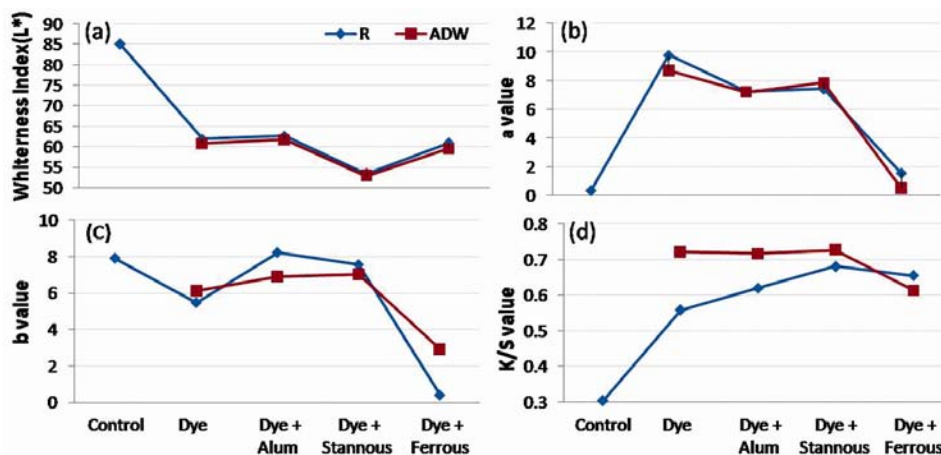 (a)
R
ADW
Whiterness Index(L*)
90
85
80
75
70
65
60
55
50
(b)
a value
12
10
8
6
4
2
0
(c)
b value
10
8
6
4
2
0
Control
Dye
Dye +
Alum
Dye +
Stannous
Dye +
Ferrous
(d)
K/S value
0.8
0.7
0.6
0.5
0.4
0.3
Control
Dye
Dye +
Alum
Dye +
Stannous
Dye +
Ferrous